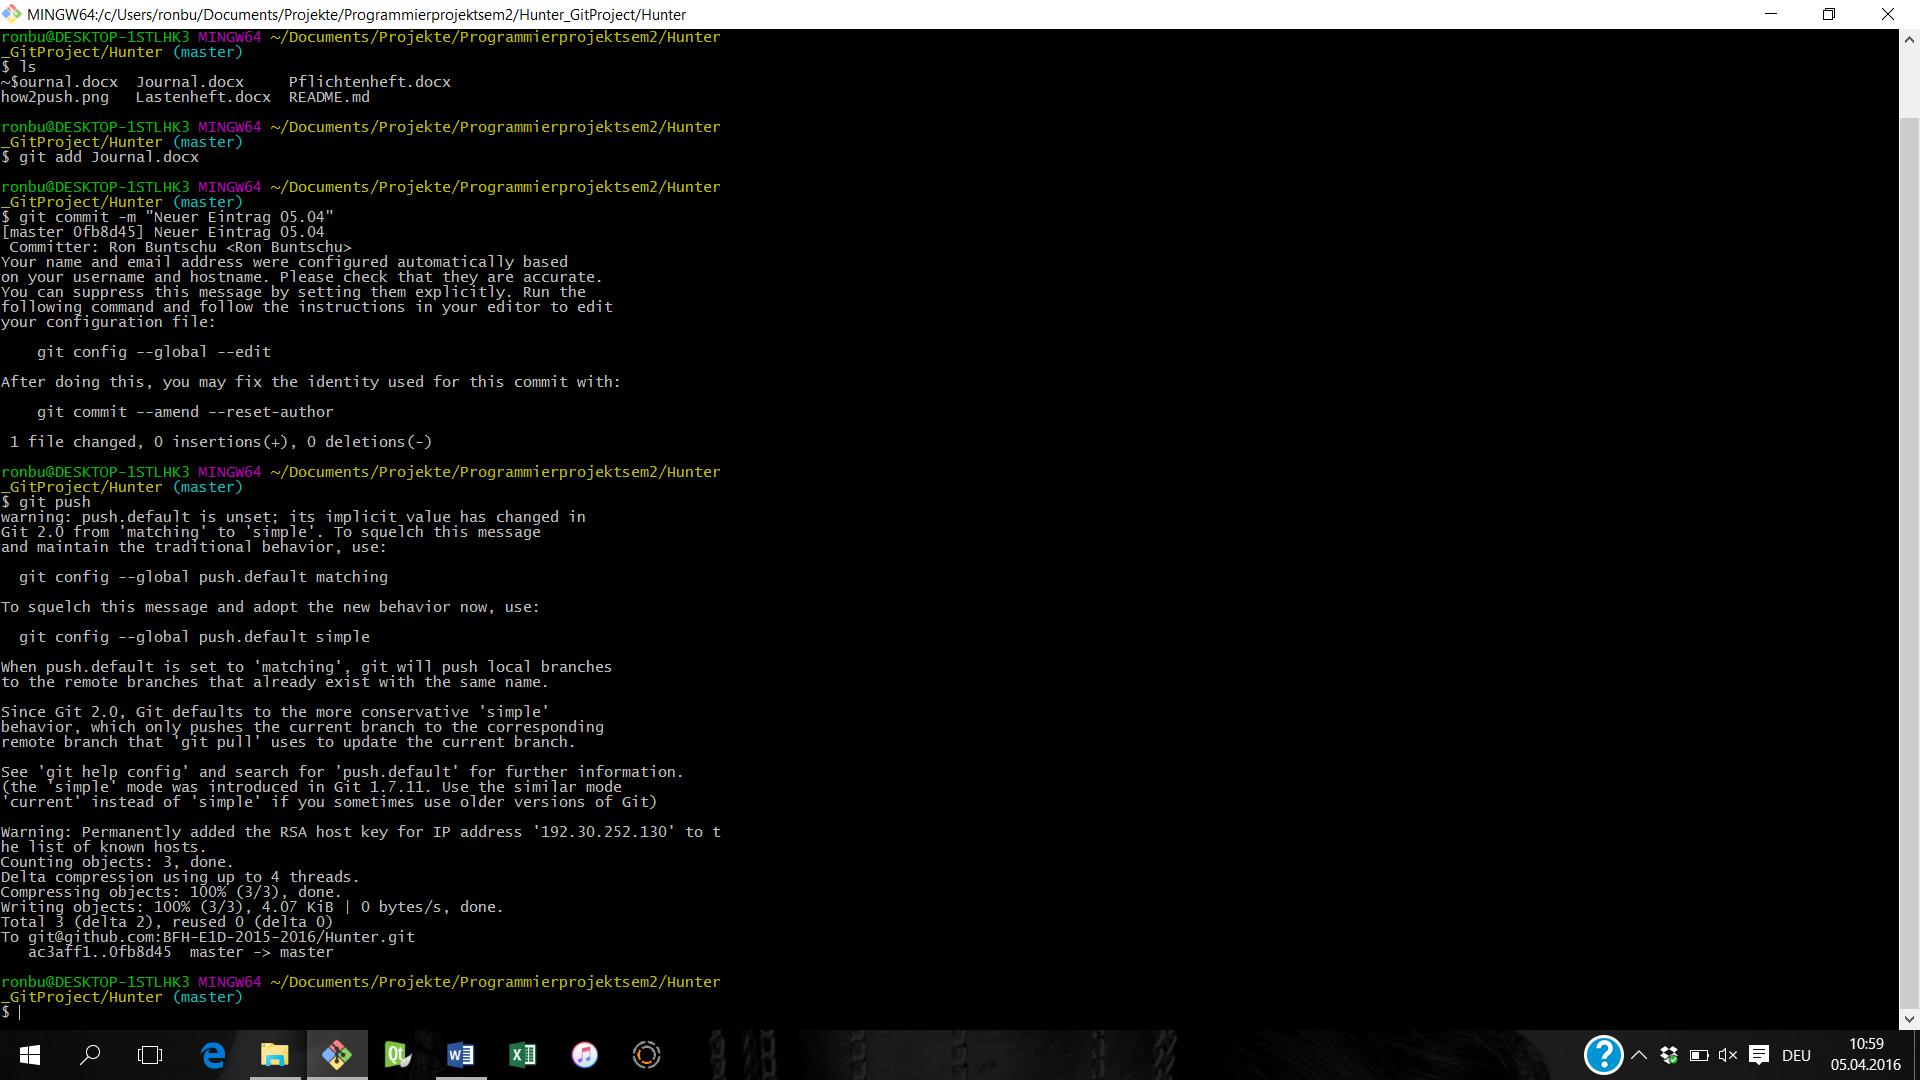 MINGW64:/c/Users/ronbu/Documents/Projekte/Programmierprojektsem2/Hunter_GitProject/Hunter
ronbu@DESKTOP-1STLHK3 MINGW64 ~/Documents/Projekte/Programmierprojektsem2/Hunter
_GitProject/Hunter (master)
$ ls
~$ournal.docx  Journal.docx     Pflichtenheft.docx
how2push.png   Lastenheft.docx  README.md
ronbu@DESKTOP-1STLHK3 MINGW64 ~/Documents/Projekte/Programmierprojektsem2/Hunter
_GitProject/Hunter (master)
$ git add Journal.docx
ronbu@DESKTOP-1STLHK3 MINGW64 ~/Documents/Projekte/Programmierprojektsem2/Hunter
_GitProject/Hunter (master)
$ git commit -m "Neuer Eintrag 05.04"
[master 0fb8d45] Neuer Eintrag 05.04
 Committer: Ron Buntschu <Ron Buntschu>
Your name and email address were configured automatically based
on your username and hostname. Please check that they are accurate.
You can suppress this message by setting them explicitly. Run the
following command and follow the instructions in your editor to edit
your configuration file:
    git config --global --edit
After doing this, you may fix the identity used for this commit with:
    git commit --amend --reset-author
 1 file changed, 0 insertions(+), 0 deletions(-)
ronbu@DESKTOP-1STLHK3 MINGW64 ~/Documents/Projekte/Programmierprojektsem2/Hunter
_GitProject/Hunter (master)
$ git push
warning: push.default is unset; its implicit value has changed in
Git 2.0 from 'matching' to 'simple'. To squelch this message
and maintain the traditional behavior, use:
  git config --global push.default matching
To squelch this message and adopt the new behavior now, use:
  git config --global push.default simple
When push.default is set to 'matching', git will push local branches
to the remote branches that already exist with the same name.
Since Git 2.0, Git defaults to the more conservative 'simple'
behavior, which only pushes the current branch to the corresponding
remote branch that 'git pull' uses to update the current branch.
See 'git help config' and search for 'push.default' for further information.
(the 'simple' mode was introduced in Git 1.7.11. Use the similar mode
'current' instead of 'simple' if you sometimes use older versions of Git)
Warning: Permanently added the RSA host key for IP address '192.30.252.130' to t
he list of known hosts.
Counting objects: 3, done.
Delta compression using up to 4 threads.
Compressing objects: 100% (3/3), done.
Writing objects: 100% (3/3), 4.07 KiB | 0 bytes/s, done.
Total 3 (delta 2), reused 0 (delta 0)
To git@github.com:BFH-E1D-2015-2016/Hunter.git
   ac3aff1..0fb8d45  master -> master
ronbu@DESKTOP-1STLHK3 MINGW64 ~/Documents/Projekte/Programmierprojektsem2/Hunter
_GitProject/Hunter (master)
$
DEU
10:59
05.04.2016